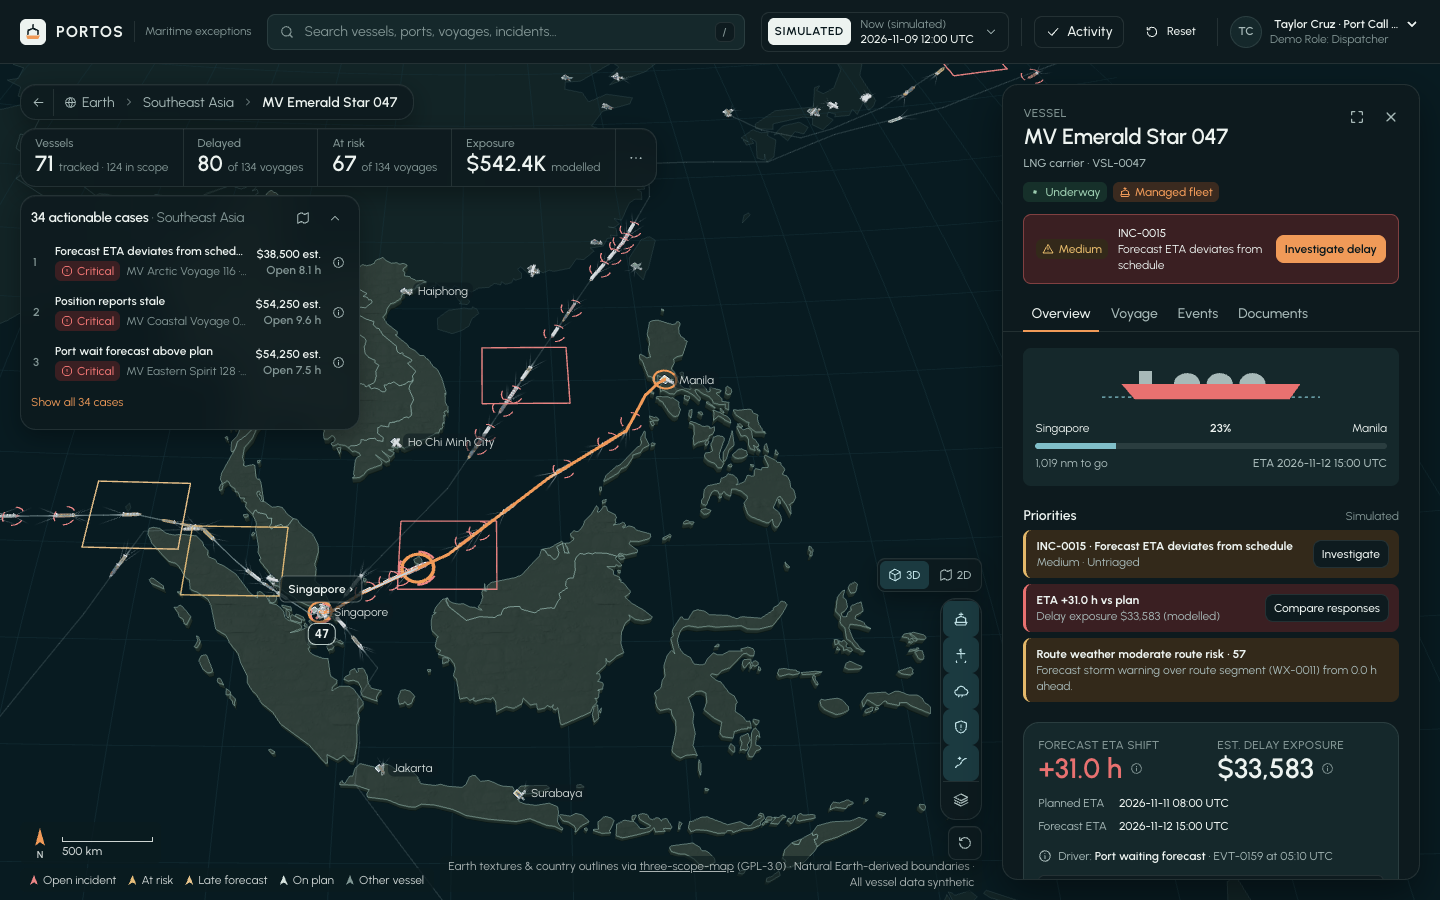 PORTOS
Maritime exceptions
Search vessels, ports, voyages, incidents...
/
SIMULATED
Now (simulated)
2026-11-09 12:00 UTC
Activity
Reset
TC
Taylor Cruz · Port Call ...
Demo Role: Dispatcher
Earth
Southeast Asia
MV Emerald Star 047
Vessels
71 tracked · 124 in scope
Delayed
80 of 134 voyages
At risk
67 of 134 voyages
Exposure
$542.4K modelled
34 actionable cases · Southeast Asia
1
Forecast ETA deviates from sched...
$38,500 est.
Critical
MV Arctic Voyage 116 ·...
Open 8.1 h
2
Position reports stale
$54,250 est.
Critical
MV Coastal Voyage 0...
Open 9.6 h
3
Port wait forecast above plan
$54,250 est.
Critical
MV Eastern Spirit 128 ·...
Open 7.5 h
Show all 34 cases
Haiphong
Manila
Ho Chi Minh City
Singapore ›
Singapore
47
Jakarta
Surabaya
3D
2D
N
500 km
Open incident
At risk
Late forecast
On plan
Other vessel
Earth textures & country outlines via three-scope-map (GPL-3.0) · Natural Earth-derived boundaries ·
All vessel data synthetic
VESSEL
MV Emerald Star 047
LNG carrier · VSL-0047
Underway
Managed fleet
Medium
INC-0015
Forecast ETA deviates from
schedule
Investigate delay
Overview
Voyage
Events
Documents
Singapore
23%
Manila
1,019 nm to go
ETA 2026-11-12 15:00 UTC
Priorities
Simulated
INC-0015 · Forecast ETA deviates from schedule
Medium · Untriaged
Investigate
ETA +31.0 h vs plan
Delay exposure $33,583 (modelled)
Compare responses
Route weather moderate route risk · 57
Forecast storm warning over route segment (WX-0011) from 0.0 h
ahead.
FORECAST ETA SHIFT
+31.0 h
EST. DELAY EXPOSURE
$33,583
Planned ETA
2026-11-11 08:00 UTC
Forecast ETA
2026-11-12 15:00 UTC
Driver: Port waiting forecast · EVT-0159 at 05:10 UTC